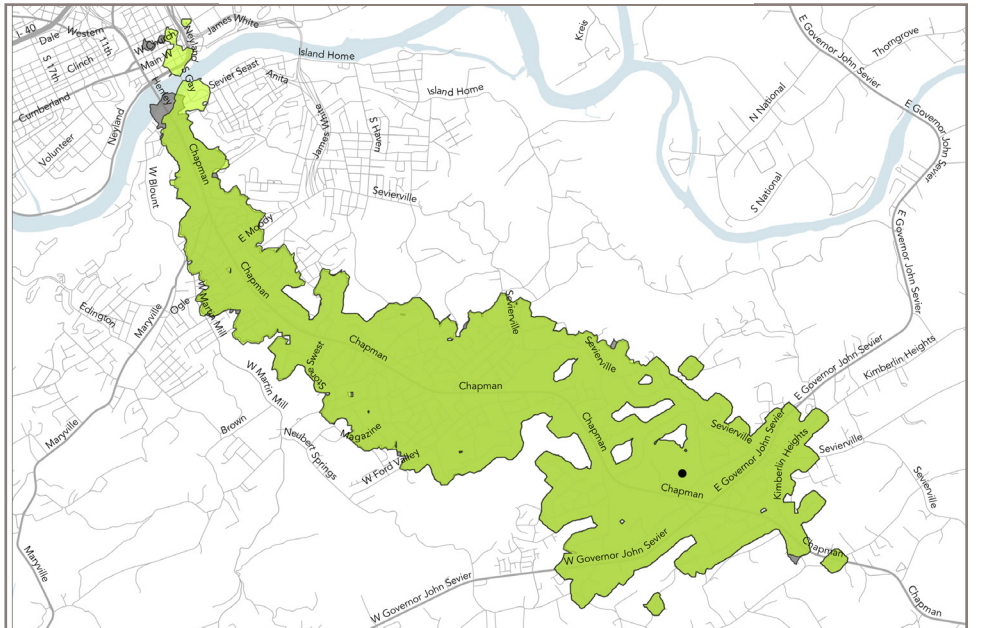 I- 40
Dale
Western
11th
James White
Neyland
Main W
S 17th
Clinch
Henley
S Gay
Sevier Seast
Anita
Island Home
Kreis
E Governor John Sevier
Thorngrove
Cumberland
Neyland
Volunteer
James White
S Haven
Island Home
N National
E Governor John Sevier
Chapman
W Blount
Sevierville
S National
E Moody
E Governor John Sevier
Chapman
Edington
Maryville
Ogle
W Martin Mill
Sevierville
Chapman
Swest
Stone
Sevierville
E Governor John Sevier
Kimberlin Heights
W Martin Mill
Chapman
Maryville
Brown
Neubert Springs
Magazine
W Ford Valley
Chapman
Sevierville
E Governor John Sevier
Kimberlin Heights
Sevierville
Sevierville
Chapman
Maryville
W Governor John Sevier
Chapman
W Governor John Sevier
Chapman